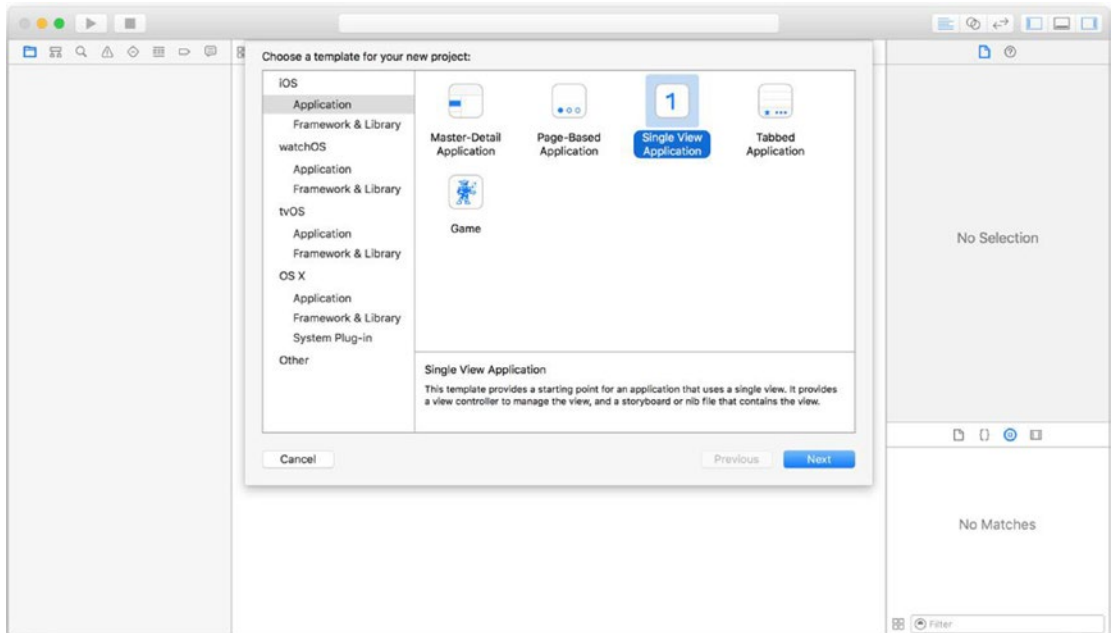 Choose a template for your new project:
iOS
Application
Framework & Library
watchOS
Application
Framework & Library
tvOS
Application
Framework & Library
OS X
Application
Framework & Library
System Plug-in
Other
Master-Detail
Application
Page-Based
Application
1
Single View
Application
Tabbed
Application
Game
Single View Application
This template provides a starting point for an application that uses a single view. It provides
a view controller to manage the view, and a storyboard or nib file that contains the view.
Cancel
Previous
Next
No Selection
No Matches
Filter